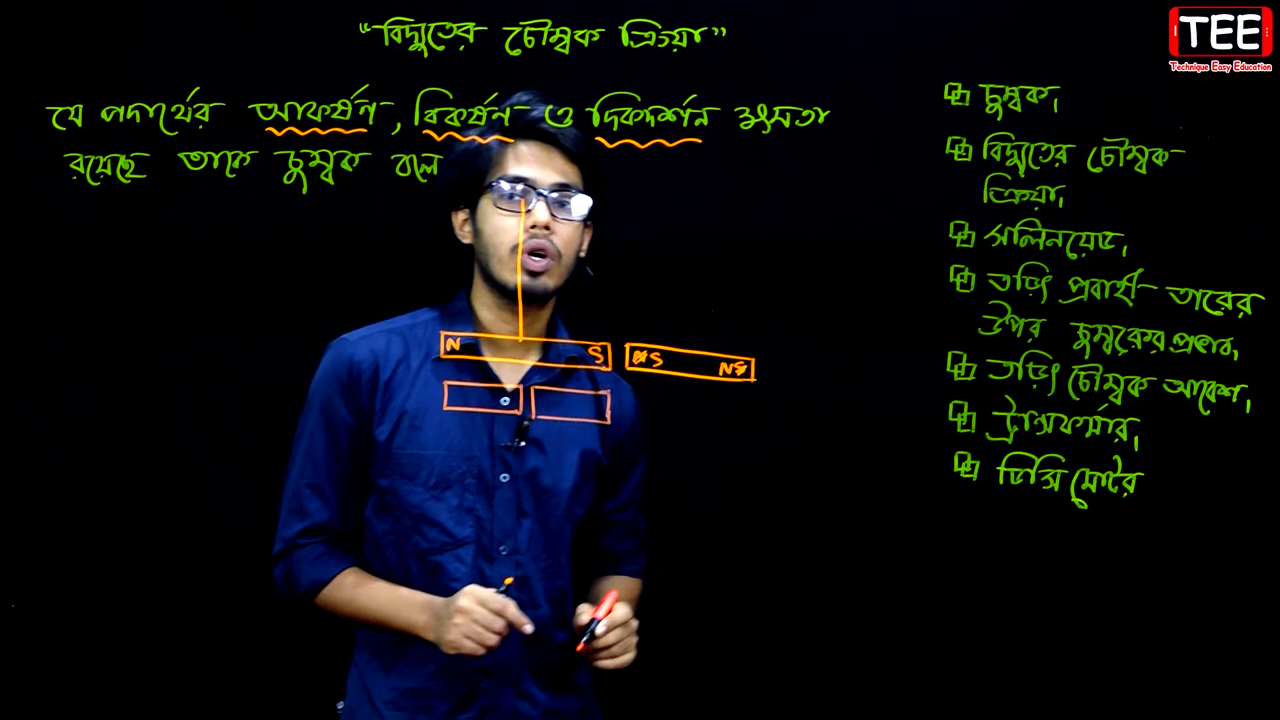 “বিদ্যুতের চৌম্বক ক্রিয়া”
যে পদার্থের আকর্ষণ, বিকর্ষণ ও দিকদর্শন ক্ষমতা
রয়েছে তাকে চুম্বক বলে
N S S N
TEE
Technique Easy Education
চুম্বক।
বিদ্যুতের চৌম্বক
ক্রিয়া।
সলিনয়েড।
তড়িৎ প্রবাহী তারের
উপর চুম্বকের প্রভাব।
তড়িৎ চৌম্বক আবেশ।
ট্রান্সফর্মার।
ডিসি মোটর